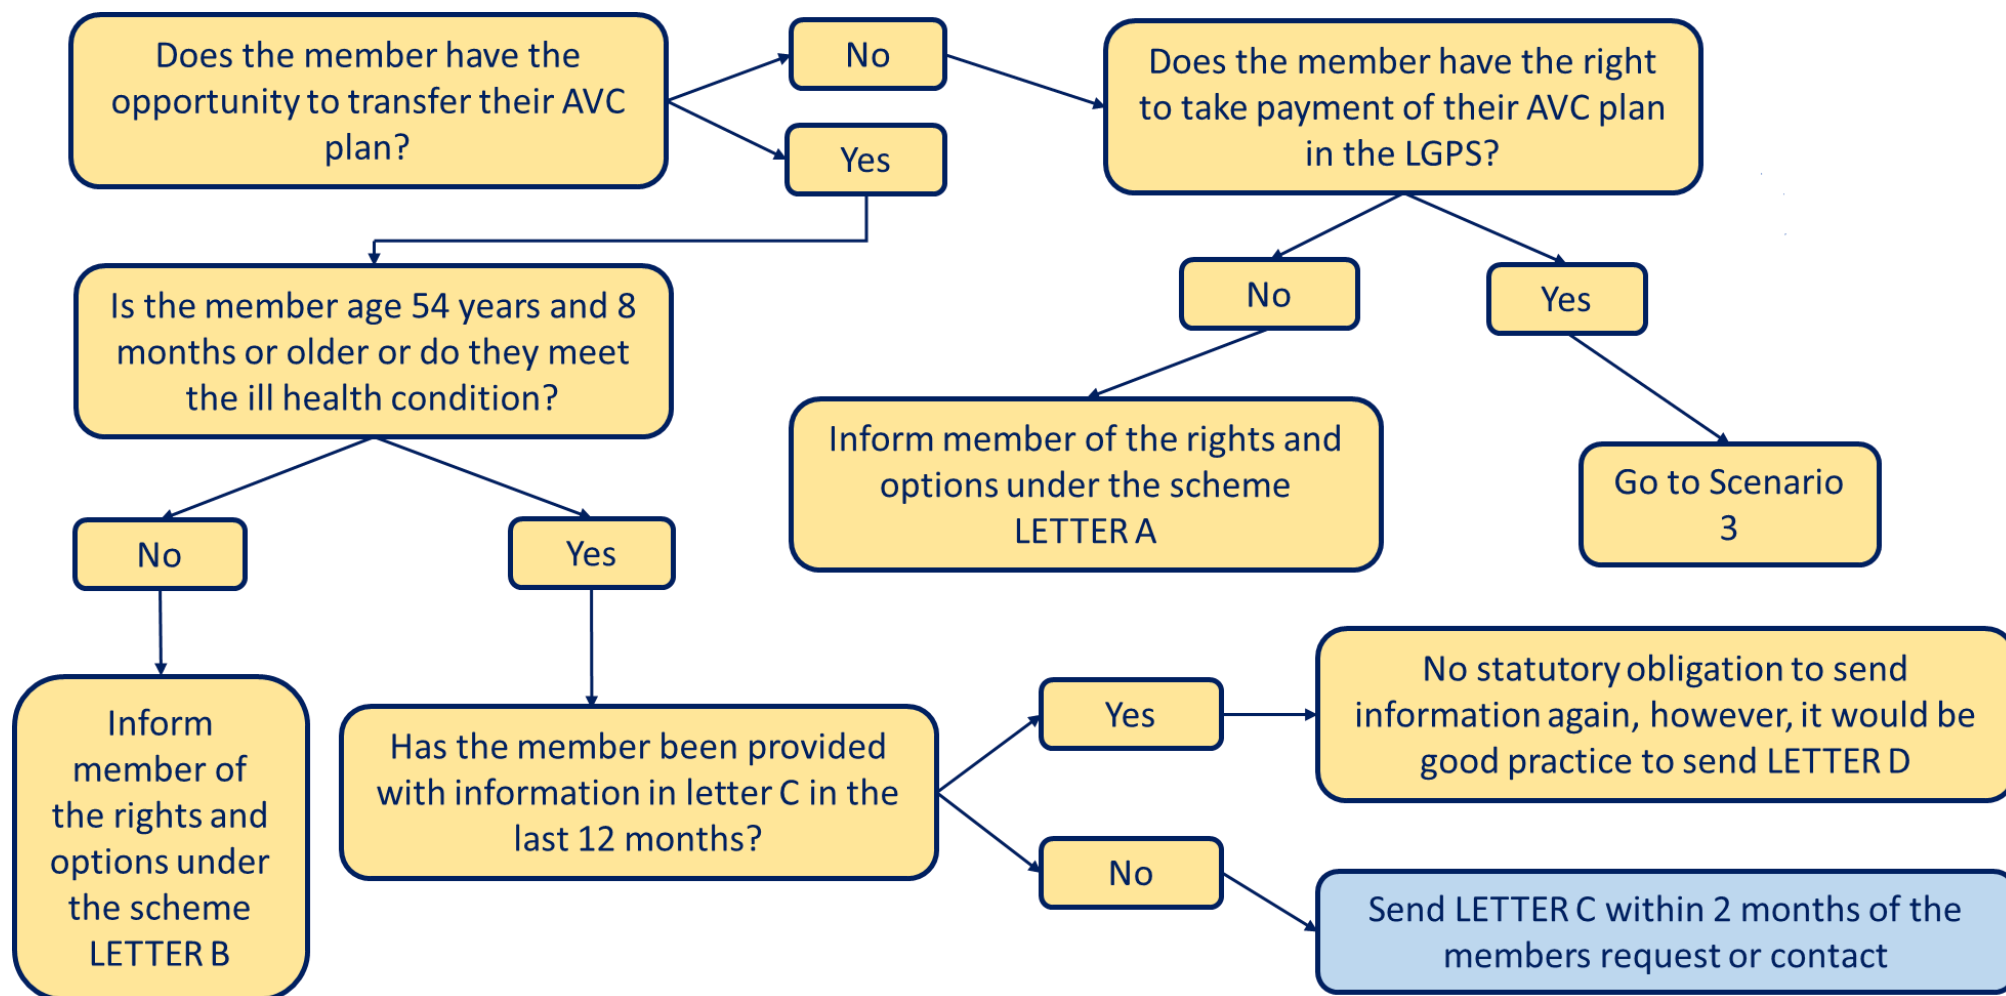 Does the member have the
opportunity to transfer their AVC
plan?
No
Yes
Does the member have the right
to take payment of their AVC plan
in the LGPS?
No
Yes
Is the member age 54 years and 8
months or older or do they meet
the ill health condition?
Inform member of the rights and
options under the scheme
LETTER A
Go to Scenario
3
No
Yes
Inform
member of
the rights and
options under
the scheme
LETTER B
Has the member been provided
with information in letter C in the
last 12 months?
Yes
No
No statutory obligation to send
information again, however, it would be
good practice to send LETTER D
Send LETTER C within 2 months of the
members request or contact